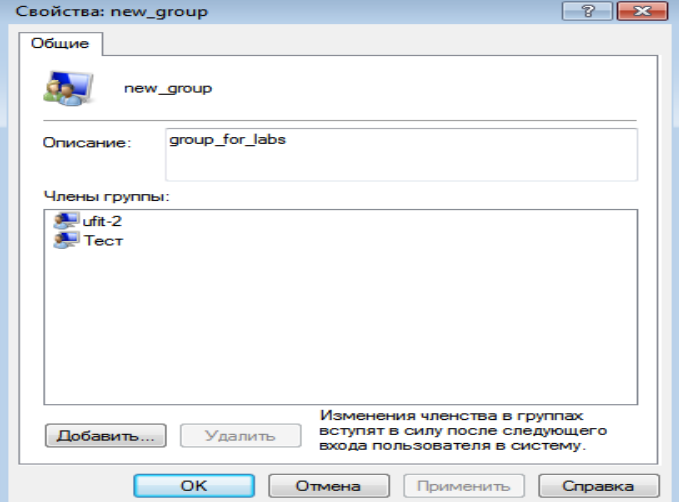 Свойства: new_group
Общие
new_group
Описание:
group_for_labs
Члены группы:
ufit-2
Тест
Добавить...
Удалить
Изменения членства в группах
вступят в силу после следующего
входа пользователя в систему.
ОК
Отмена
Применить
Справка